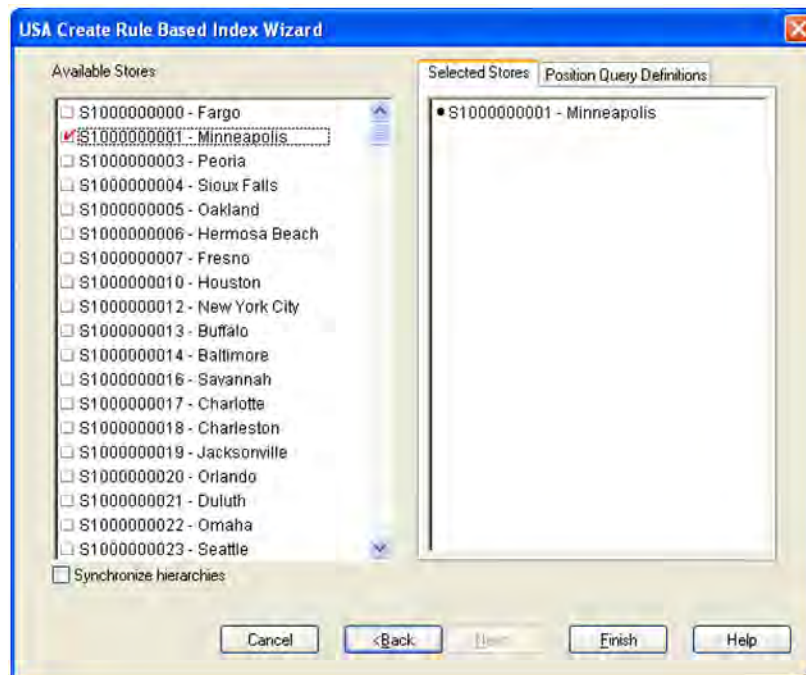 USA Create Rule Based Index Wizard
Available Stores
Selected Stores
Position Query Definitions
S1000000000 - Fargo
S1000000001 - Minneapolis
S1000000003 - Peoria
S1000000004 - Sioux Falls
S1000000005 - Oakland
S1000000006 - Hermosa Beach
S1000000007 - Fresno
S1000000010 - Houston
S1000000012 - New York City
S1000000013 - Buffalo
S1000000014 - Baltimore
S1000000016 - Savannah
S1000000017 - Charlotte
S1000000018 - Charleston
S1000000019 - Jacksonville
S1000000020 - Orlando
S1000000021 - Duluth
S1000000022 - Omaha
S1000000023 - Seattle
S1000000001 - Minneapolis
Synchronize hierarchies
Cancel
<Back
Finish
Help